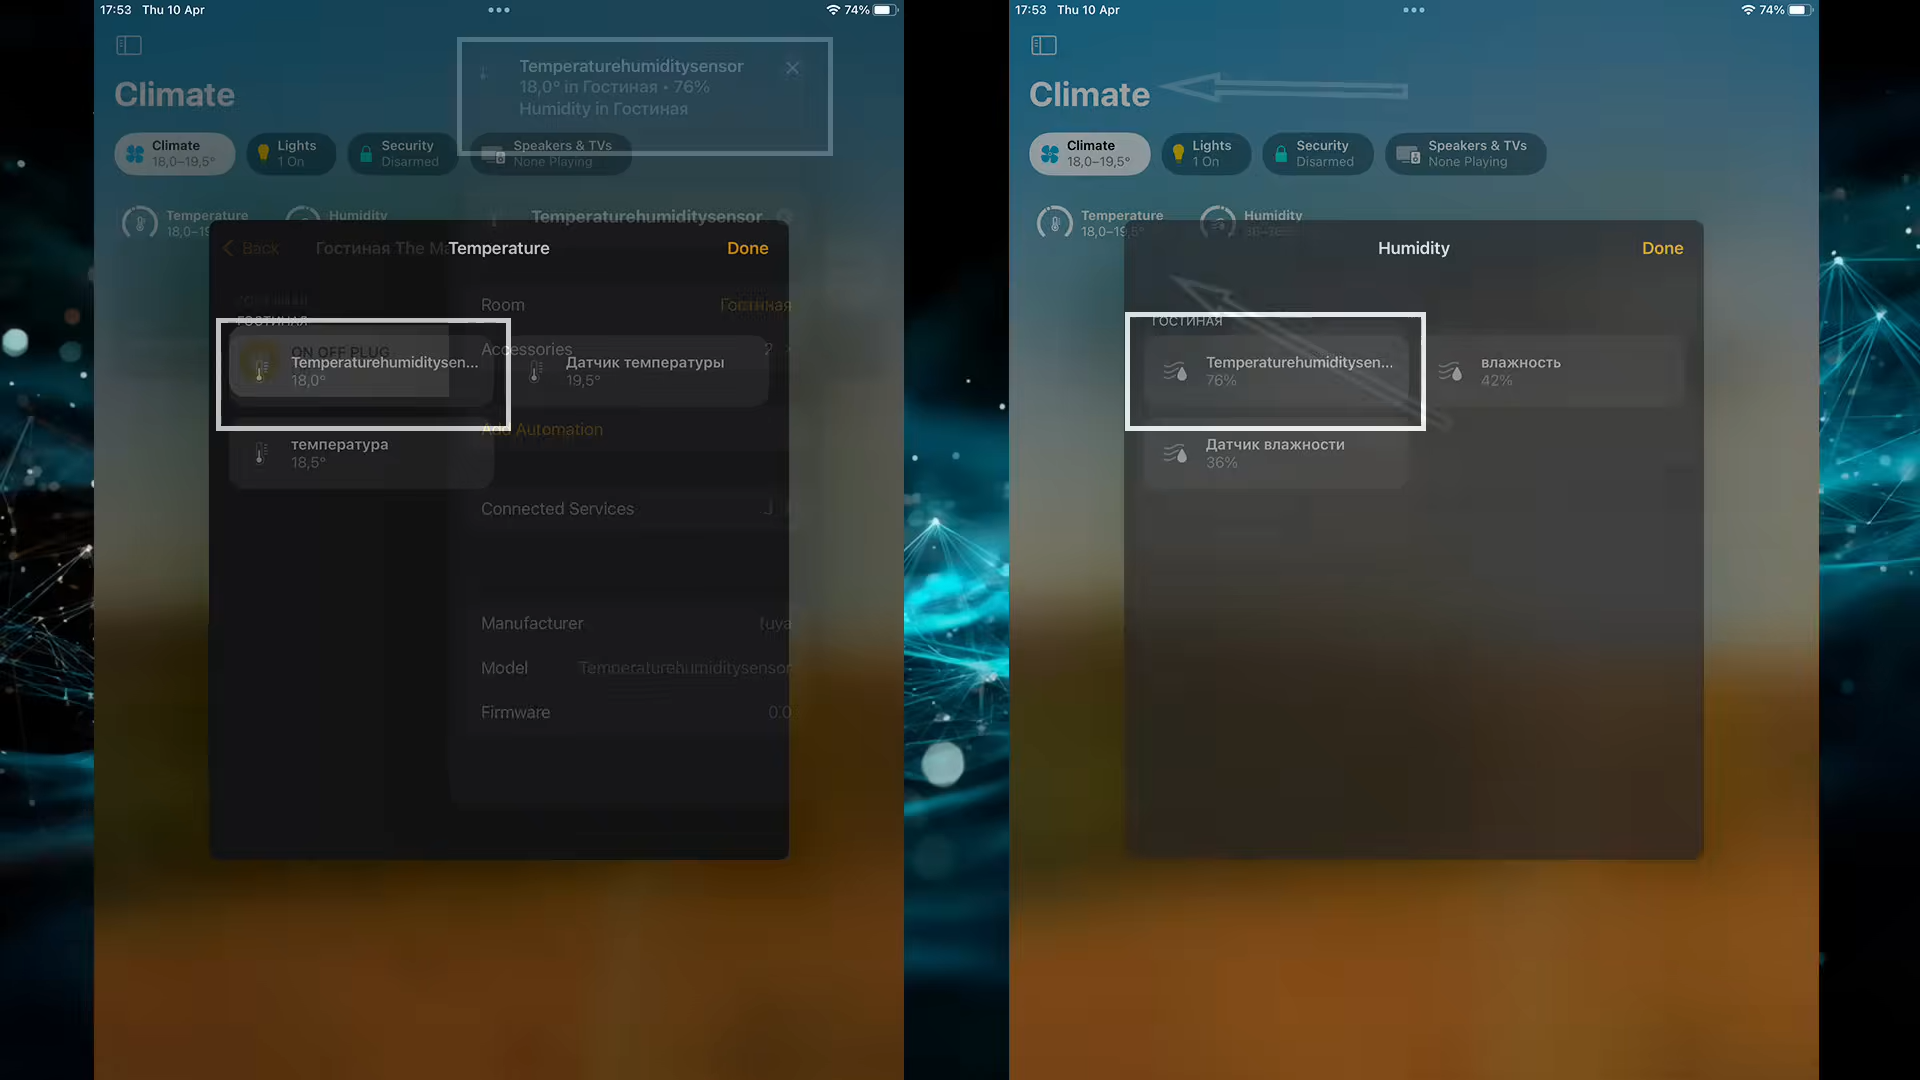 17:53 Thu 10 Apr
74%
Climate
Temperaturehumiditysensor
18,0° in Гостиная • 76%
Humidity in Гостиная
Climate
18,0–19,5°
Lights
1 On
Security
Disarmed
Speakers & TVs
None Playing
Temperature
18,0–19,5
Humidity
Temperaturehumiditysensor
Back
Гостиная The Ma
Temperature
Done
Room
Гостиная
ГОСТИНАЯ
ON OFF PLUG
Accessories
2
Temperaturehumiditysen...
18,0°
Датчик температуры
19,5°
Add Automation
температура
18,5°
Connected Services
Manufacturer
tuya
Model
Temperaturehumiditysensor
Firmware
0.0
17:53 Thu 10 Apr
74%
Climate
Climate
18,0–19,5°
Lights
1 On
Security
Disarmed
Speakers & TVs
None Playing
Temperature
18,0–19,5°
Humidity
Humidity
Done
ГОСТИНАЯ
Temperaturehumiditysen...
76%
влажность
42%
Датчик влажности
36%